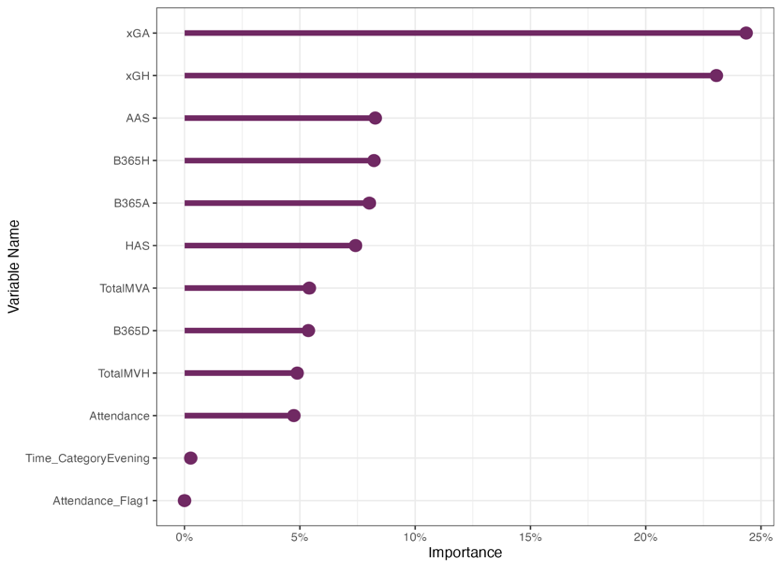 xGA
xGH
AAS
B365H
B365A
HAS
TotalMVA
B365D
TotalMVH
Attendance
Time_CategoryEvening
Attendance_Flag1
Variable Name
0% 5% 10% 15% 20% 25%
Importance